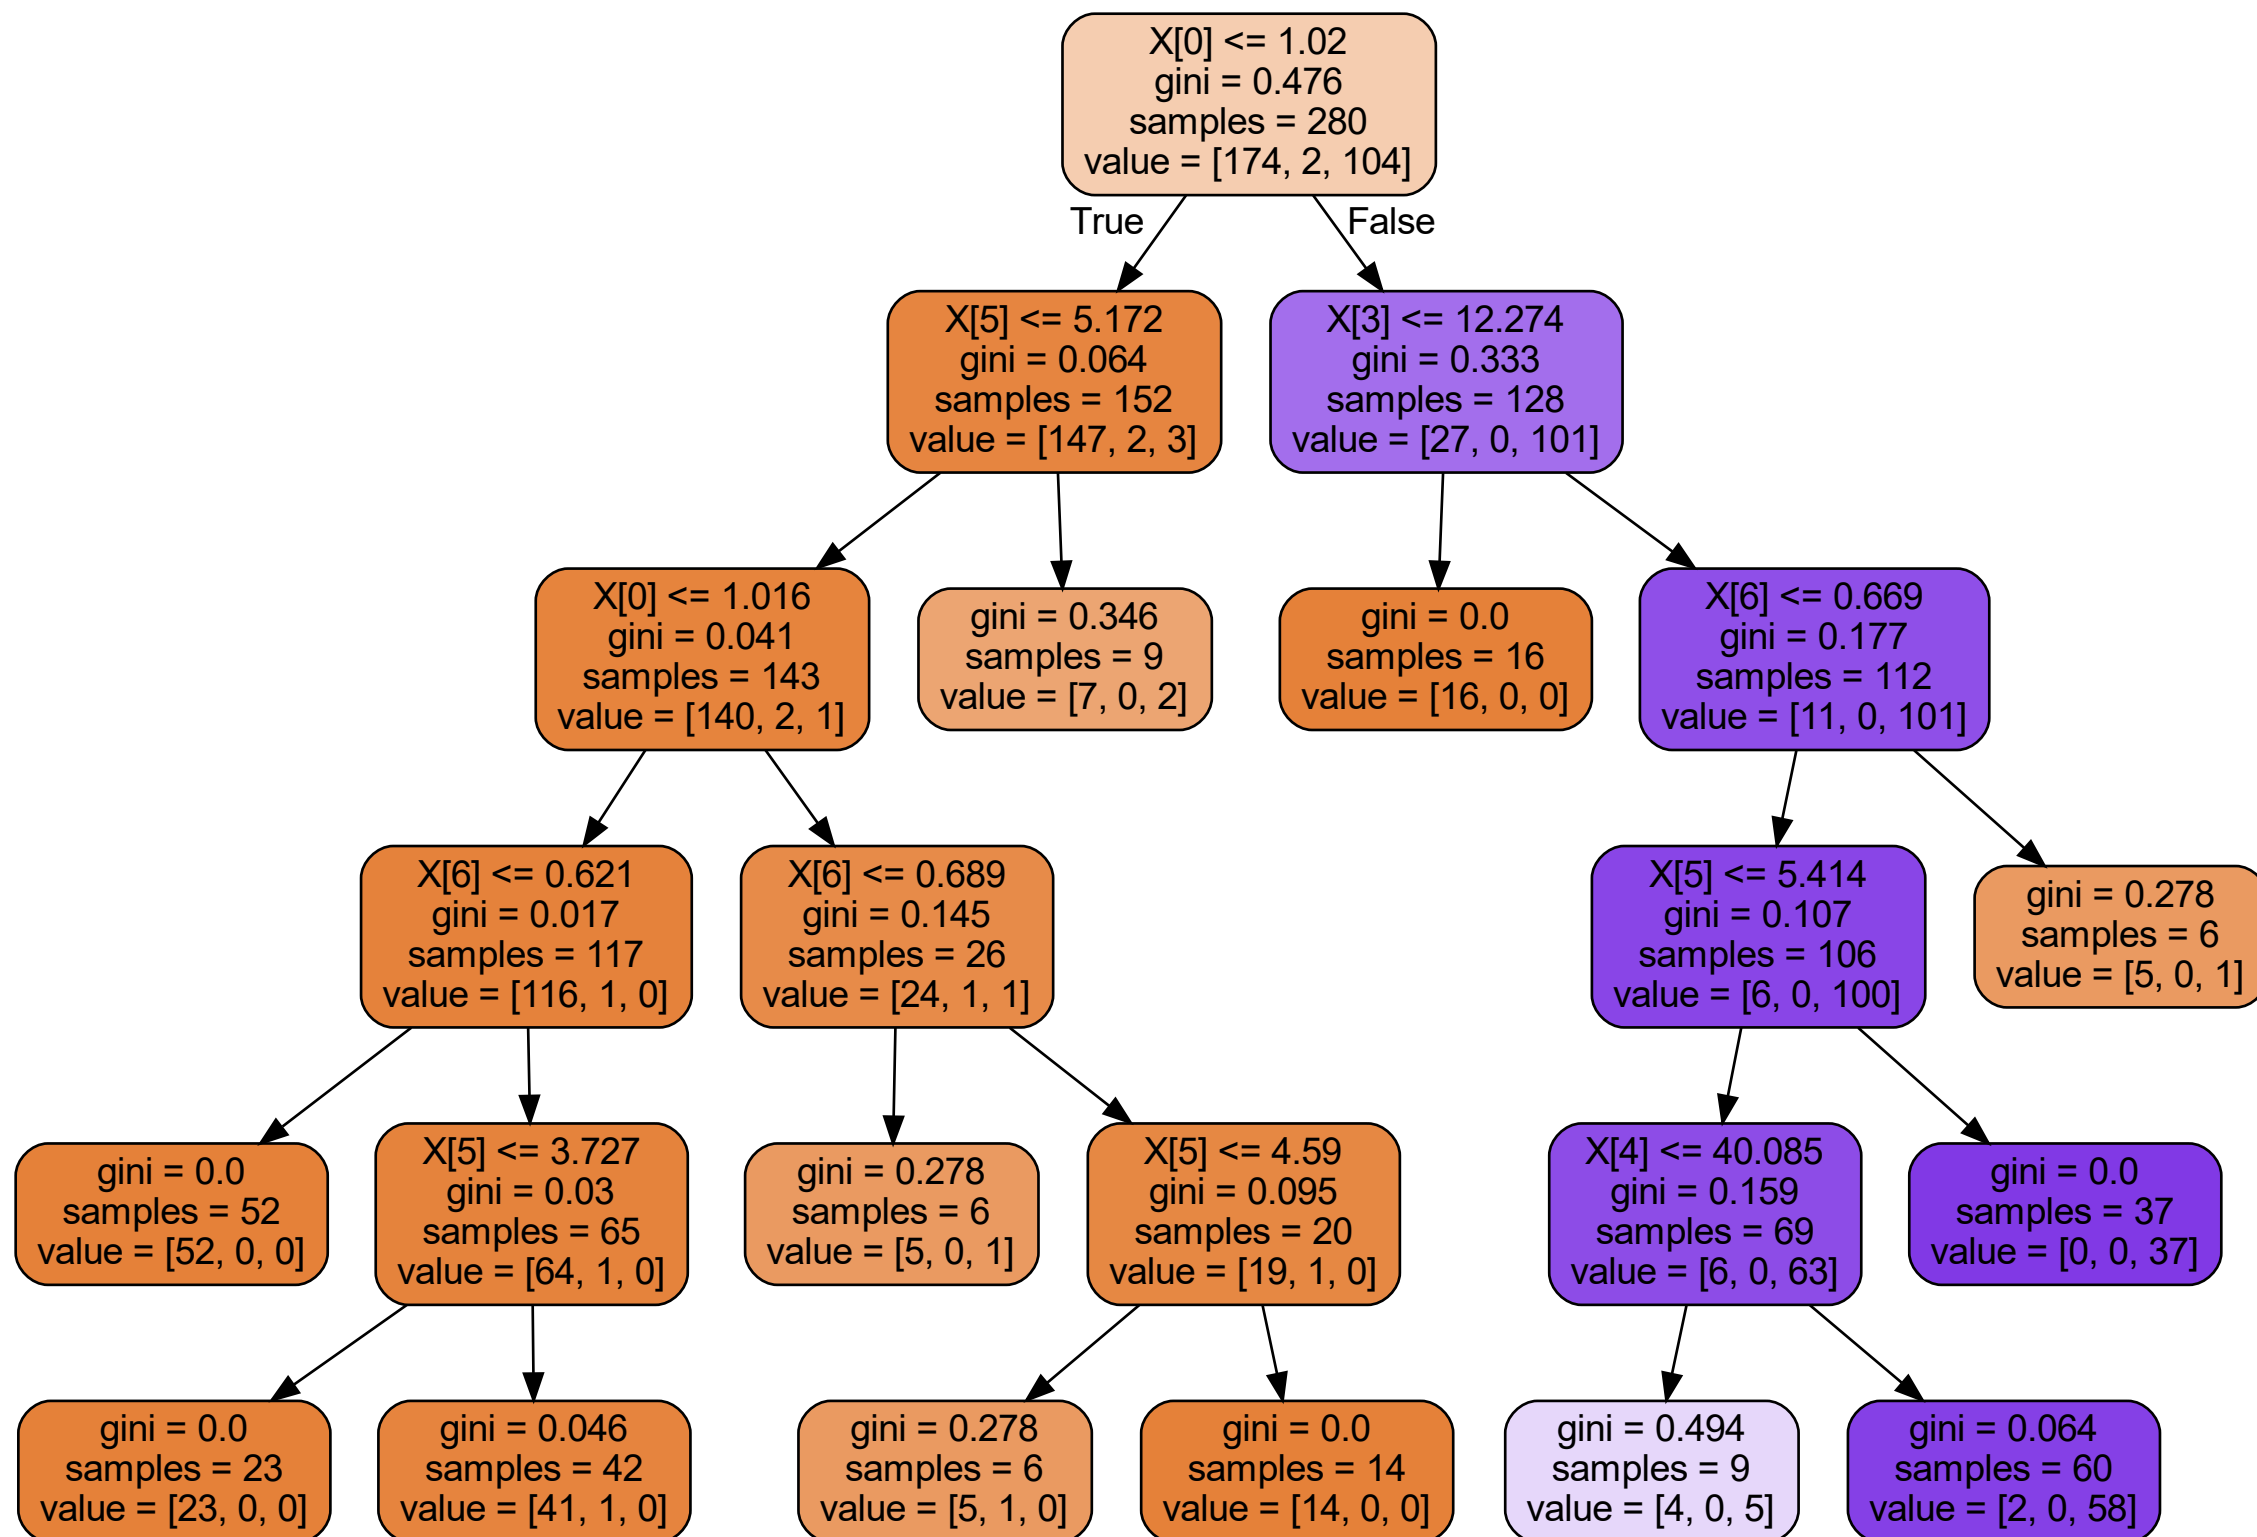 X[0] <= 1.02
gini = 0.476
samples = 280
value = [174, 2, 104]
True
False
X[5] <= 5.172
gini = 0.064
samples = 152
value = [147, 2, 3]
X[3] <= 12.274
gini = 0.333
samples = 128
value = [27, 0, 101]
X[0] <= 1.016
gini = 0.041
samples = 143
value = [140, 2, 1]
gini = 0.346
samples = 9
value = [7, 0, 2]
gini = 0.0
samples = 16
value = [16, 0, 0]
X[6] <= 0.669
gini = 0.177
samples = 112
value = [11, 0, 101]
X[6] <= 0.621
gini = 0.017
samples = 117
value = [116, 1, 0]
X[6] <= 0.689
gini = 0.145
samples = 26
value = [24, 1, 1]
X[5] <= 5.414
gini = 0.107
samples = 106
value = [6, 0, 100]
gini = 0.278
samples = 6
value = [5, 0, 1]
gini = 0.0
samples = 52
value = [52, 0, 0]
X[5] <= 3.727
gini = 0.03
samples = 65
value = [64, 1, 0]
gini = 0.278
samples = 6
value = [5, 0, 1]
X[5] <= 4.59
gini = 0.095
samples = 20
value = [19, 1, 0]
X[4] <= 40.085
gini = 0.159
samples = 69
value = [6, 0, 63]
gini = 0.0
samples = 37
value = [0, 0, 37]
gini = 0.0
samples = 23
value = [23, 0, 0]
gini = 0.046
samples = 42
value = [41, 1, 0]
gini = 0.278
samples = 6
value = [5, 1, 0]
gini = 0.0
samples = 14
value = [14, 0, 0]
gini = 0.494
samples = 9
value = [4, 0, 5]
gini = 0.064
samples = 60
value = [2, 0, 58]